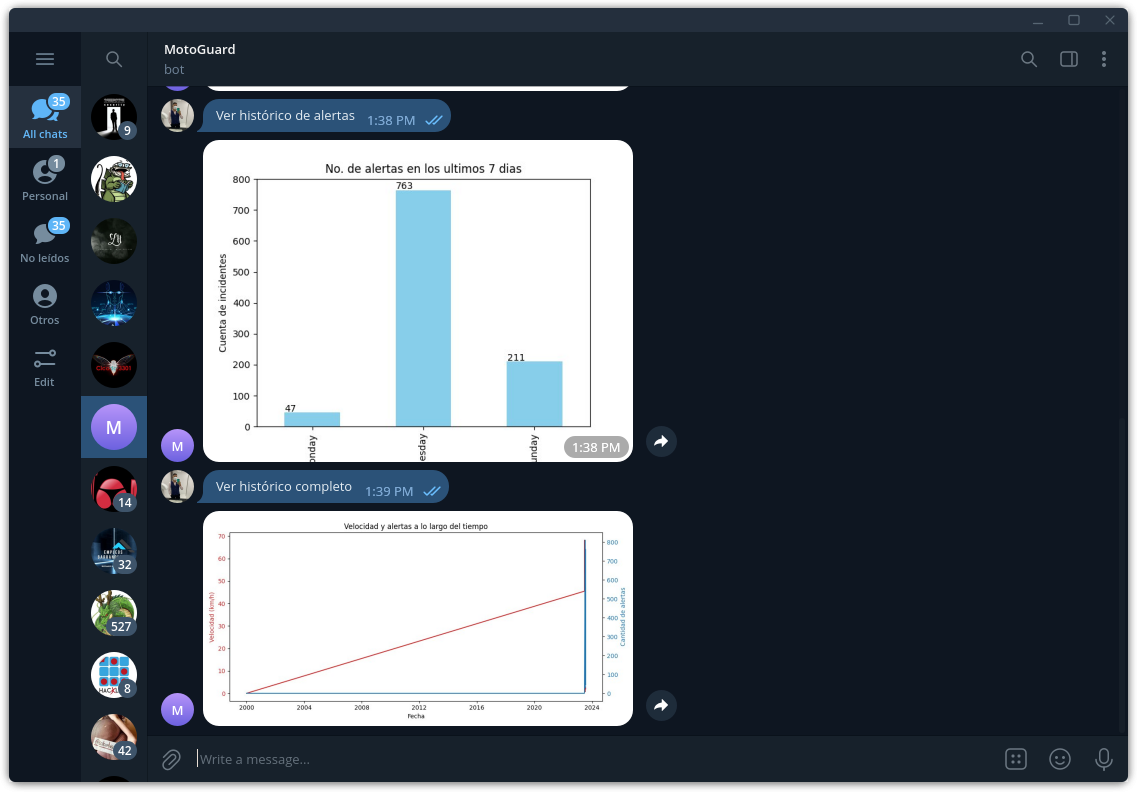 MotoGuard
bot
35
All chats
1
Personal
35
No leídos
Otros
Edit
9
M
14
32
527
8
42
Ver histórico de alertas 1:38 PM
No. de alertas en los ultimos 7 dias
Cuenta de incidentes
800
700
600
500
400
300
200
100
0
47
763
211
onday
esday
unday
1:38 PM
M
Ver histórico completo 1:39 PM
Velocidad y alertas a lo largo del tiempo
Velocidad (km/h)
70
60
50
40
30
20
10
0
Cantidad de alertas
800
700
600
500
400
300
200
100
0
2000 2004 2008 2012 2016 2020 2024
Fecha
M
Write a message...